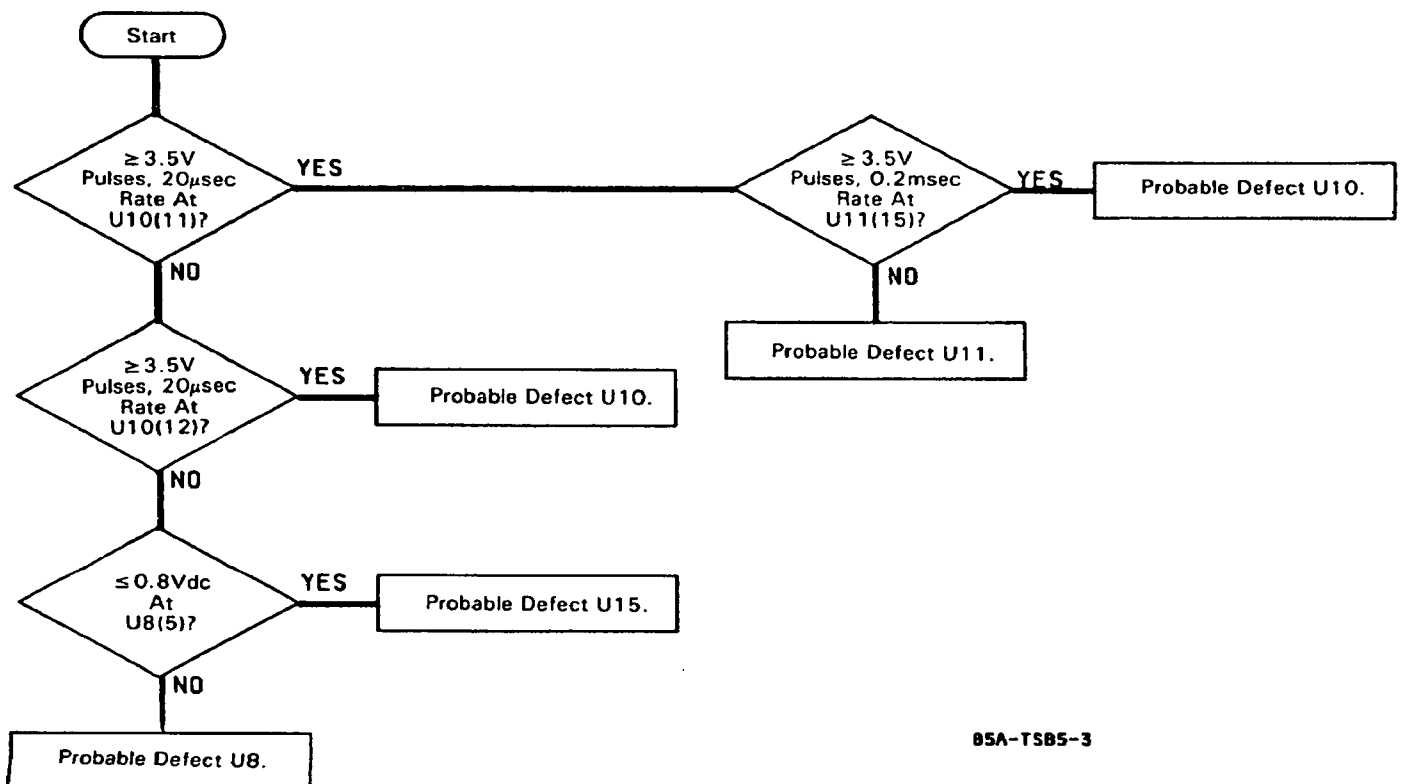 Start
≥ 3.5V
Pulses, 20μsec
Rate At
U10(11)?
YES
≥ 3.5V
Pulses, 0.2msec
Rate At
U11(15)?
YES
Probable Defect U10.
NO
NO
Probable Defect U11.
≥ 3.5V
Pulses, 20μsec
Rate At
U10(12)?
YES
Probable Defect U10.
NO
≤ 0.8Vdc
At
U8(5)?
YES
Probable Defect U15.
NO
Probable Defect U8.
85A-TSB5-3